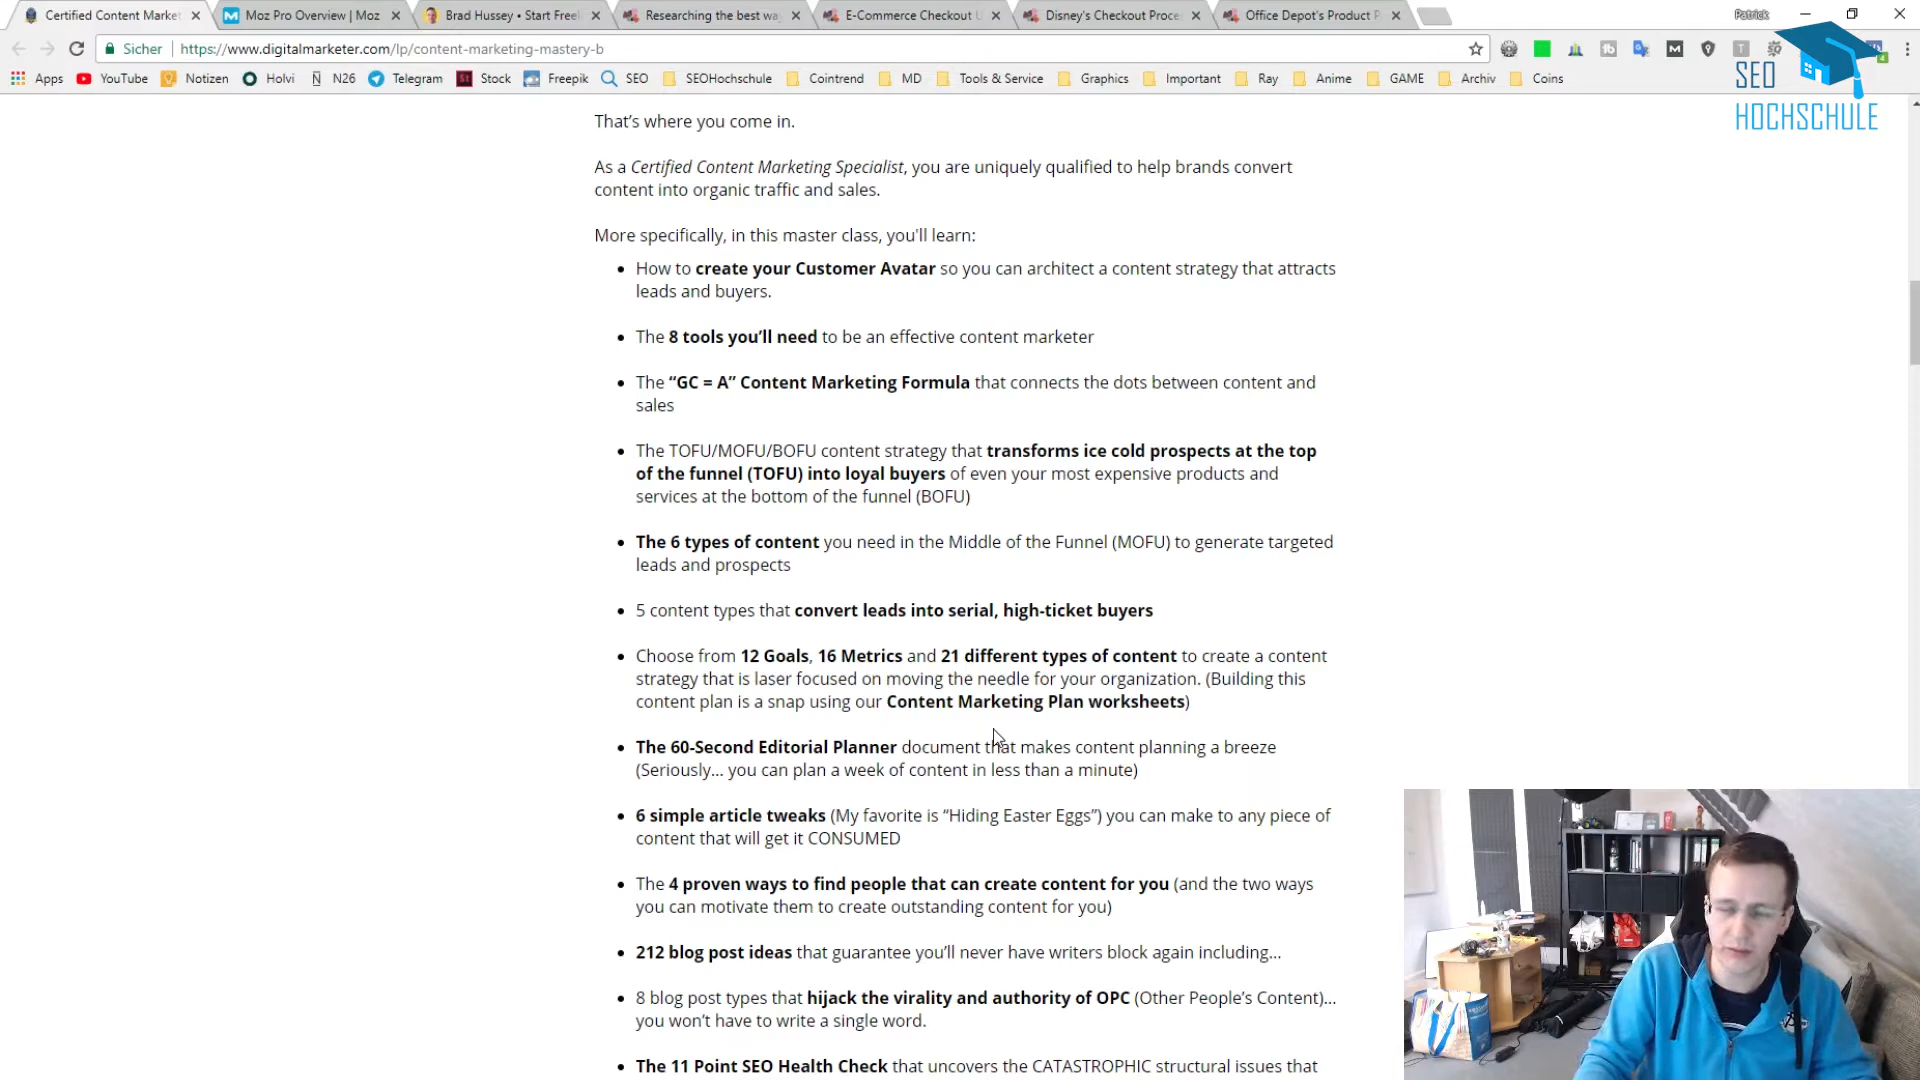 Certified Content Market
Moz Pro Overview | Moz
Brad Hussey • Start Free
Researching the best wa
E-Commerce Checkout U
Disney's Checkout Proce
Office Depot's Product P
Patrick
Sicher
https://www.digitalmarketer.com/lp/content-marketing-mastery-b
Apps
YouTube
Notizen
Holvi
N26
Telegram
Stock
Freepik
SEO
SEOHochschule
Cointrend
MD
Tools & Service
Graphics
Important
Ray
Anime
GAME
Archiv
Coins
SEO
HOCHSCHULE
That’s where you come in.
As a Certified Content Marketing Specialist, you are uniquely qualified to help brands convert
content into organic traffic and sales.
More specifically, in this master class, you'll learn:
• How to create your Customer Avatar so you can architect a content strategy that attracts
leads and buyers.
• The 8 tools you’ll need to be an effective content marketer
• The “GC = A” Content Marketing Formula that connects the dots between content and
sales
• The TOFU/MOFU/BOFU content strategy that transforms ice cold prospects at the top
of the funnel (TOFU) into loyal buyers of even your most expensive products and
services at the bottom of the funnel (BOFU)
• The 6 types of content you need in the Middle of the Funnel (MOFU) to generate targeted
leads and prospects
• 5 content types that convert leads into serial, high-ticket buyers
• Choose from 12 Goals, 16 Metrics and 21 different types of content to create a content
strategy that is laser focused on moving the needle for your organization. (Building this
content plan is a snap using our Content Marketing Plan worksheets)
• The 60-Second Editorial Planner document that makes content planning a breeze
(Seriously... you can plan a week of content in less than a minute)
• 6 simple article tweaks (My favorite is “Hiding Easter Eggs”) you can make to any piece of
content that will get it CONSUMED
• The 4 proven ways to find people that can create content for you (and the two ways
you can motivate them to create outstanding content for you)
• 212 blog post ideas that guarantee you’ll never have writers block again including...
• 8 blog post types that hijack the virality and authority of OPC (Other People’s Content)...
you won’t have to write a single word.
• The 11 Point SEO Health Check that uncovers the CATASTROPHIC structural issues that